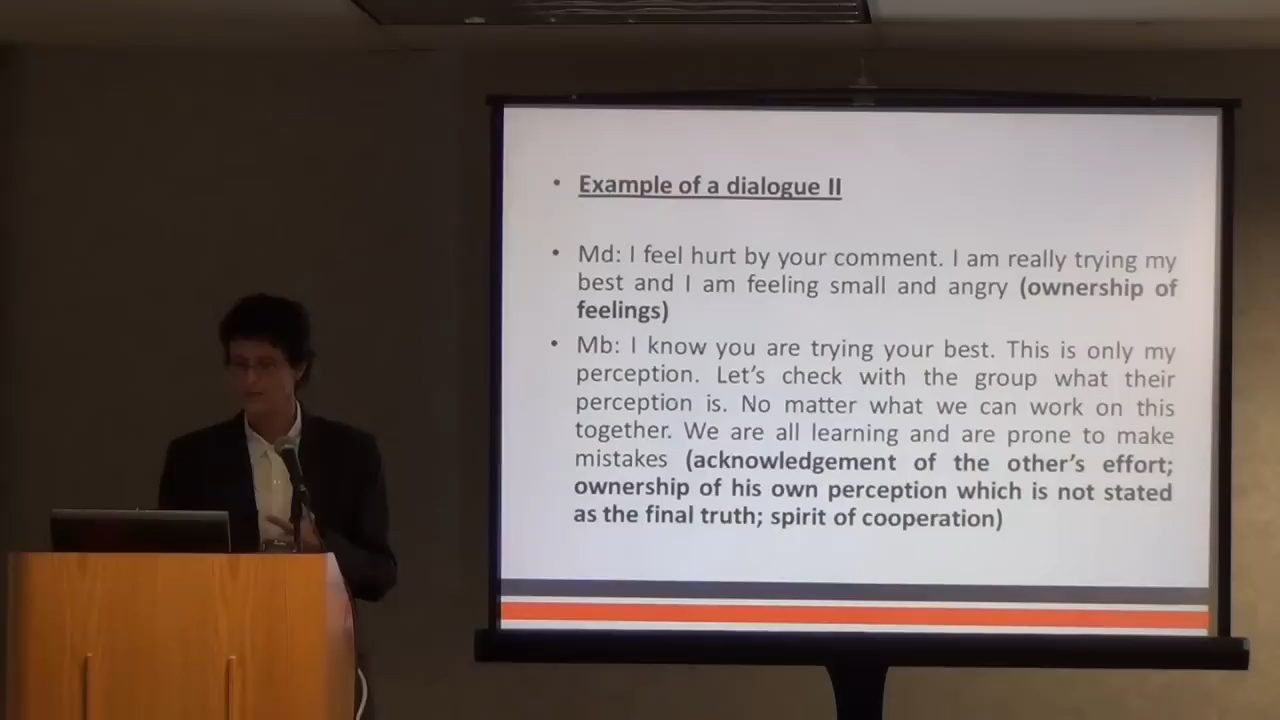 • Example of a dialogue II
• Md: I feel hurt by your comment. I am really trying my
best and I am feeling small and angry (ownership of
feelings)
• Mb: I know you are trying your best. This is only my
perception. Let's check with the group what their
perception is. No matter what we can work on this
together. We are all learning and are prone to make
mistakes (acknowledgement of the other's effort;
ownership of his own perception which is not stated
as the final truth; spirit of cooperation)